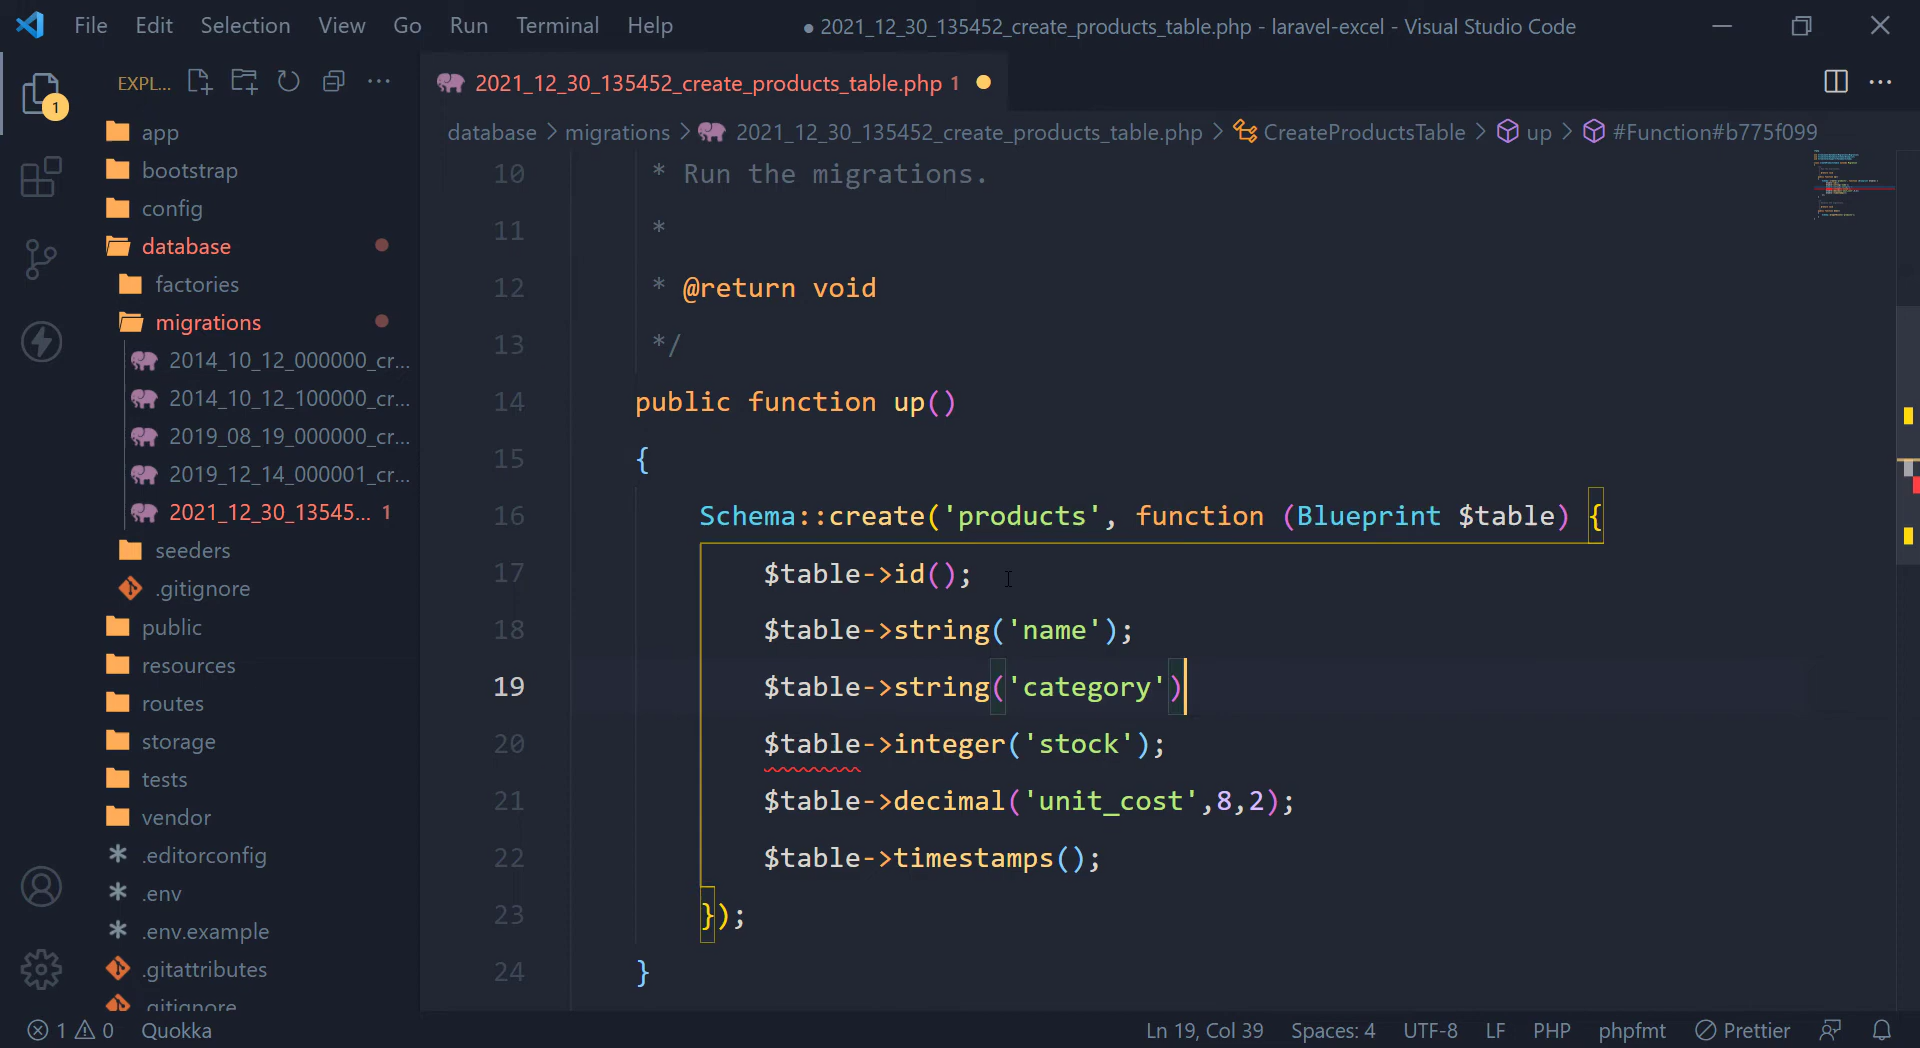 File Edit Selection View Go Run Terminal Help
● 2021_12_30_135452_create_products_table.php - laravel-excel - Visual Studio Code
1
EXPL...
app
bootstrap
config
database
factories
migrations
2014_10_12_000000_cr...
2014_10_12_100000_cr...
2019_08_19_000000_cr...
2019_12_14_000001_cr...
2021_12_30_13545... 1
seeders
.gitignore
public
resources
routes
storage
tests
vendor
.editorconfig
.env
.env.example
.gitattributes
.gitignore
2021_12_30_135452_create_products_table.php 1
database > migrations > 2021_12_30_135452_create_products_table.php > CreateProductsTable > up > #Function#b775f099
10 * Run the migrations.
11 *
12 * @return void
13 */
14 public function up()
15 {
16 Schema::create('products', function (Blueprint $table) {
17 $table->id();
18 $table->string('name');
19 $table->string('category')
20 $table->integer('stock');
21 $table->decimal('unit_cost',8,2);
22 $table->timestamps();
23 });
24 }
1 0 Quokka
Ln 19, Col 39 Spaces: 4 UTF-8 LF PHP phpfmt Prettier